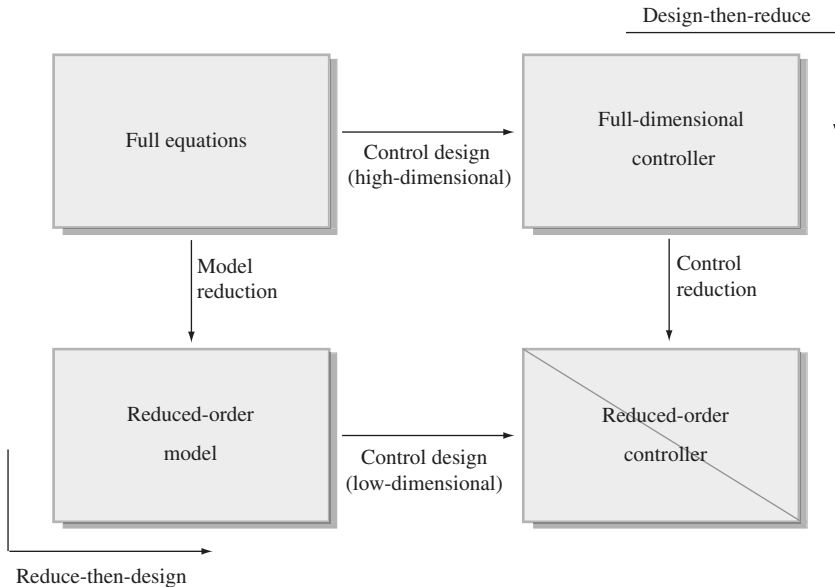 Design-then-reduce
Full equations
Control design
(high-dimensional)
Full-dimensional
controller
Model
reduction
Control
reduction
Reduced-order
model
Control design
(low-dimensional)
Reduced-order
controller
Reduce-then-design